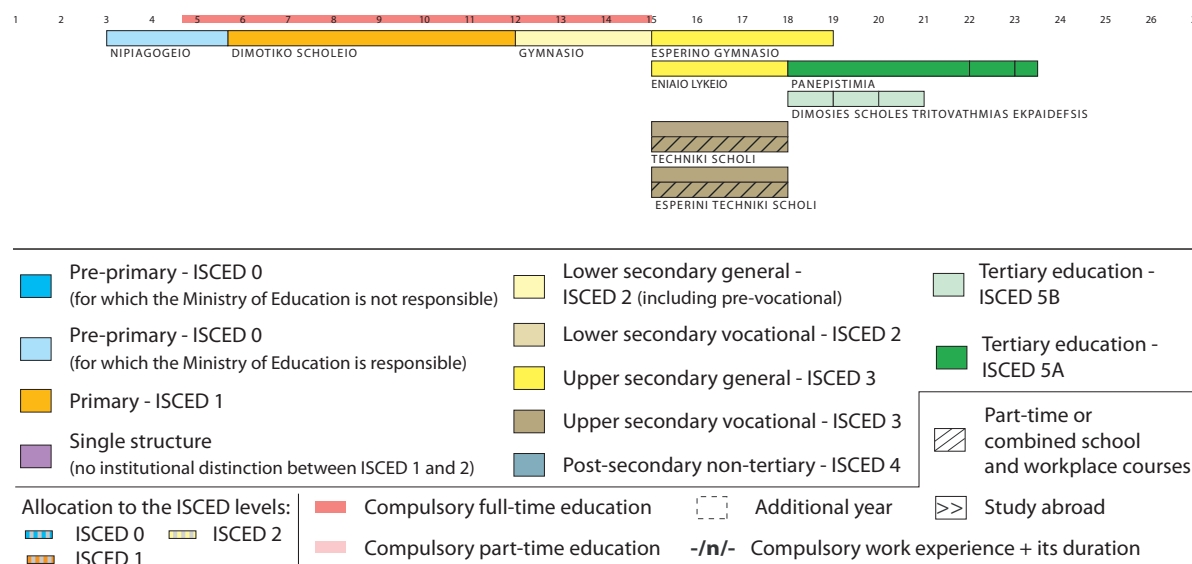 1 2 3 4 5 6 7 8 9 10 11 12 13 14 15 16 17 18 19 20 21 22 23 24 25 26
NIPIAGOGEIO DIMOTIKO SCHOLEIO GYMNASIO ESPERINO GYMNASIO
ENIAIO LYKEIO PANEPISTIMIA
DIMOSIES SCHOLES TRITOVATHMIAS EKPAIDEFSIS
TECHNIKI SCHOLI
ESPERINI TECHNIKI SCHOLI
Pre-primary - ISCED 0
(for which the Ministry of Education is not responsible)
Pre-primary - ISCED 0
(for which the Ministry of Education is responsible)
Primary - ISCED 1
Single structure
(no institutional distinction between ISCED 1 and 2)
Lower secondary general -
ISCED 2 (including pre-vocational)
Lower secondary vocational - ISCED 2
Upper secondary general - ISCED 3
Upper secondary vocational - ISCED 3
Post-secondary non-tertiary - ISCED 4
Tertiary education -
ISCED 5B
Tertiary education -
ISCED 5A
Part-time or
combined school
and workplace courses
Allocation to the ISCED levels:
ISCED 0 ISCED 2
ISCED 1
Compulsory full-time education
Additional year
>> Study abroad
Compulsory part-time education
-/n/- Compulsory work experience + its duration